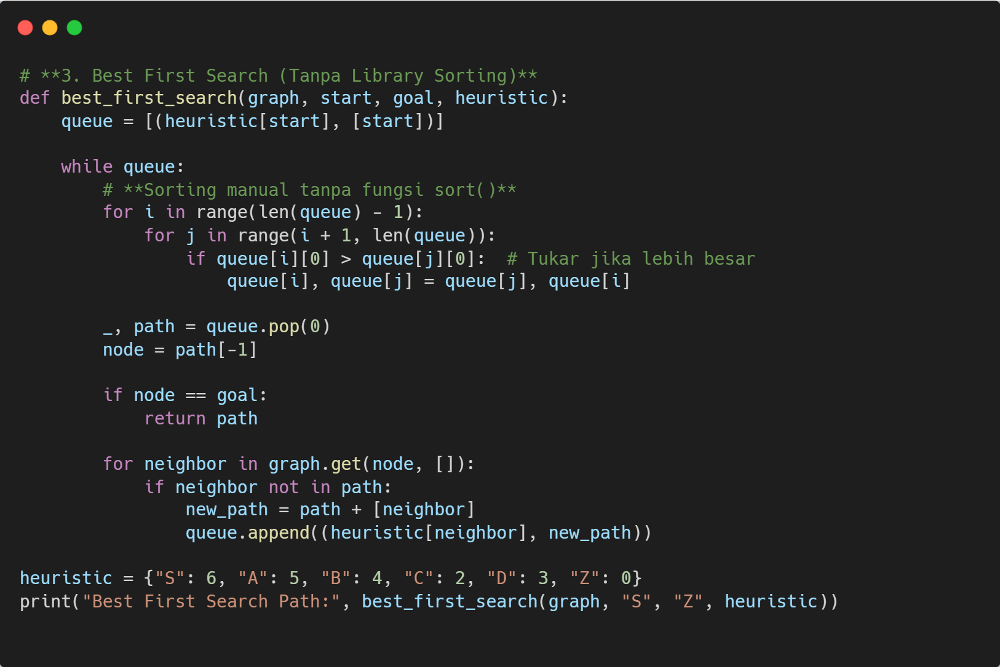 # **3. Best First Search (Tanpa Library Sorting)**
def best_first_search(graph, start, goal, heuristic):
    queue = [(heuristic[start], [start])]

    while queue:
        # **Sorting manual tanpa fungsi sort()**
        for i in range(len(queue) - 1):
            for j in range(i + 1, len(queue)):
                if queue[i][0] > queue[j][0]:  # Tukar jika lebih besar
                    queue[i], queue[j] = queue[j], queue[i]

        _, path = queue.pop(0)
        node = path[-1]

        if node == goal:
            return path

        for neighbor in graph.get(node, []):
            if neighbor not in path:
                new_path = path + [neighbor]
                queue.append((heuristic[neighbor], new_path))

heuristic = {"S": 6, "A": 5, "B": 4, "C": 2, "D": 3, "Z": 0}
print("Best First Search Path:", best_first_search(graph, "S", "Z", heuristic))